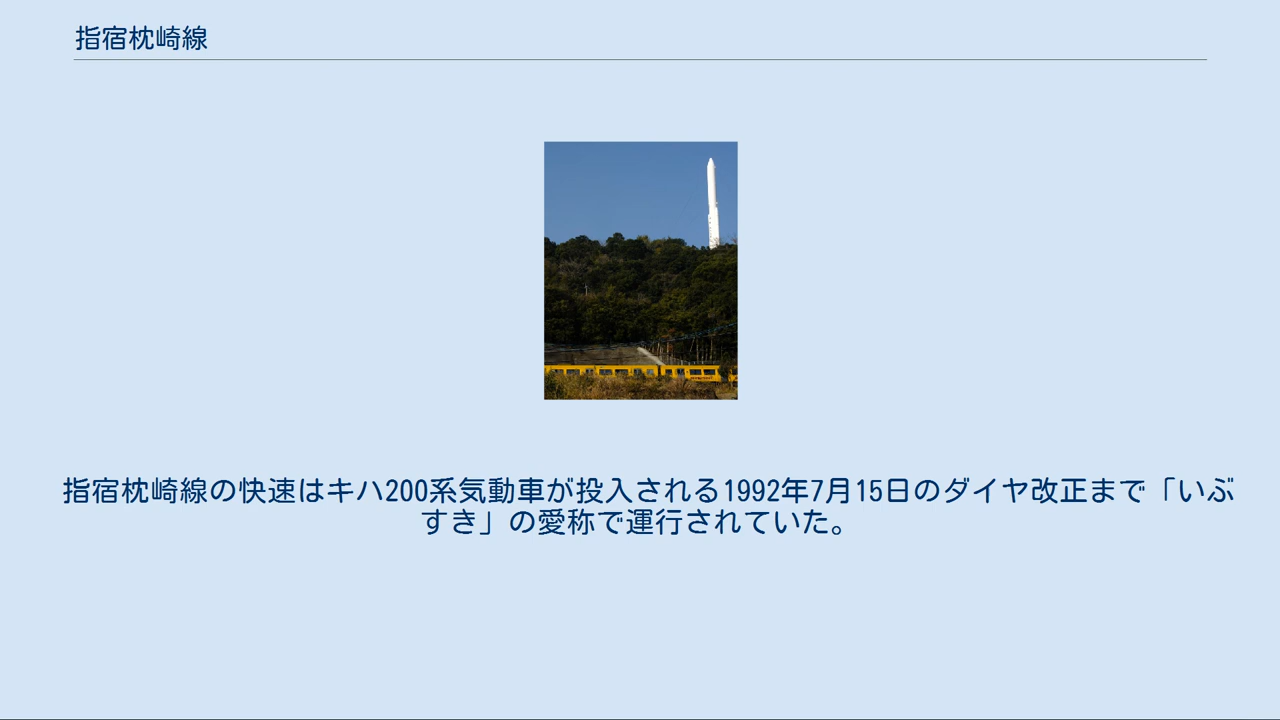 指宿枕崎線
指宿枕崎線の快速はキハ200系気動車が投入される1992年7月15日のダイヤ改正まで「いぶ
すき」の愛称で運行されていた。